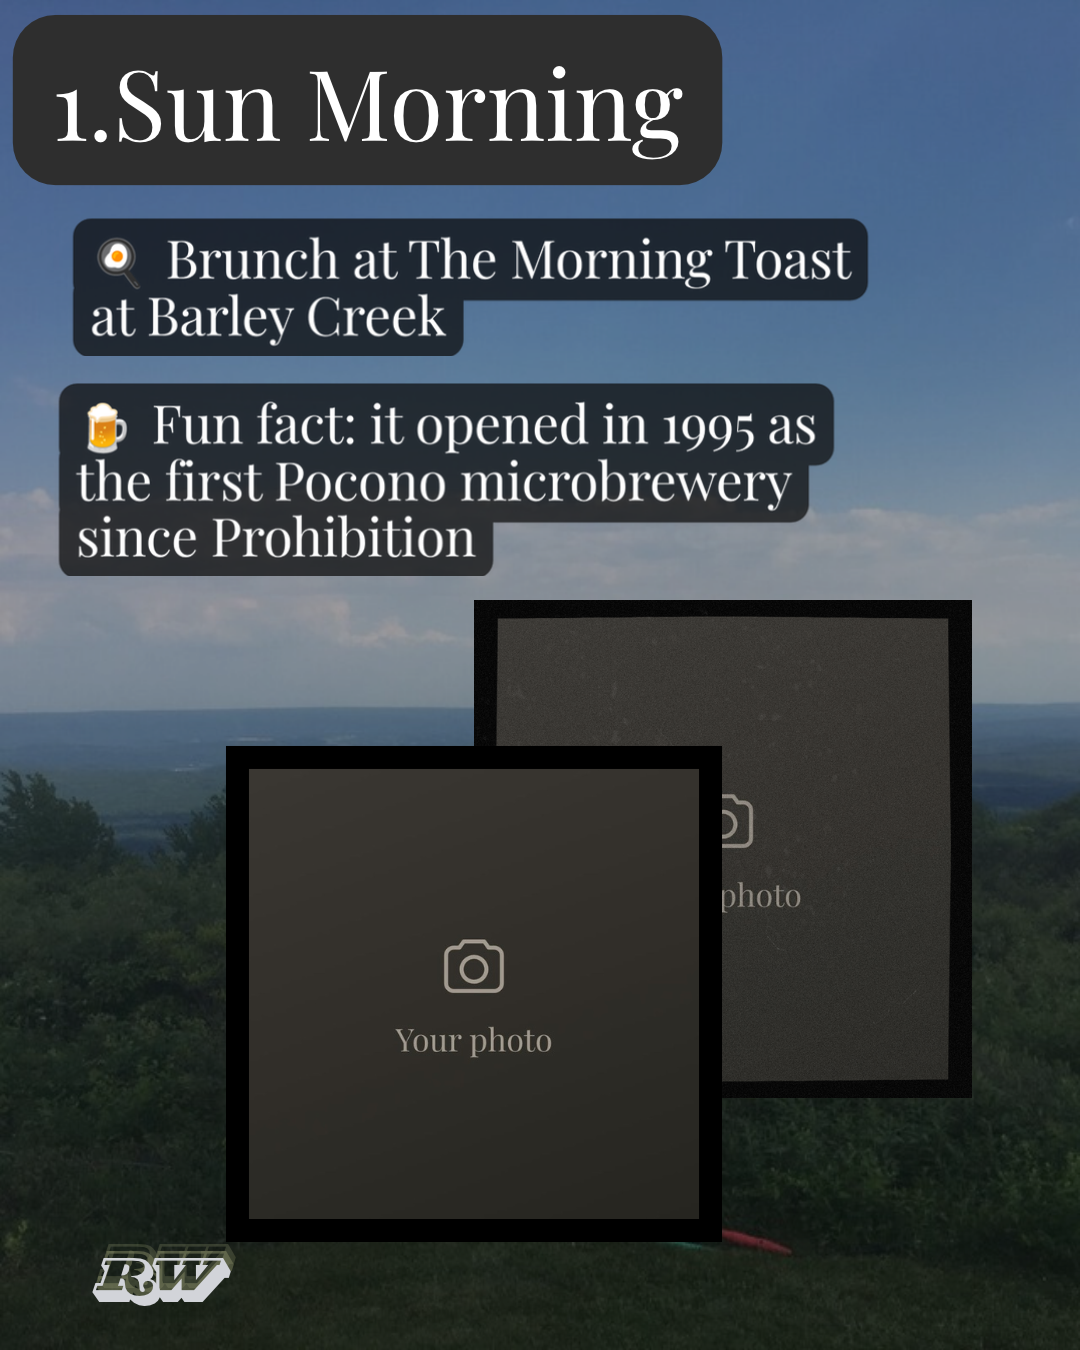 1.Sun Morning
🍳 Brunch at The Morning Toast
at Barley Creek
🍺 Fun fact: it opened in 1995 as
the first Pocono microbrewery
since Prohibition
photo
Your photo
RW